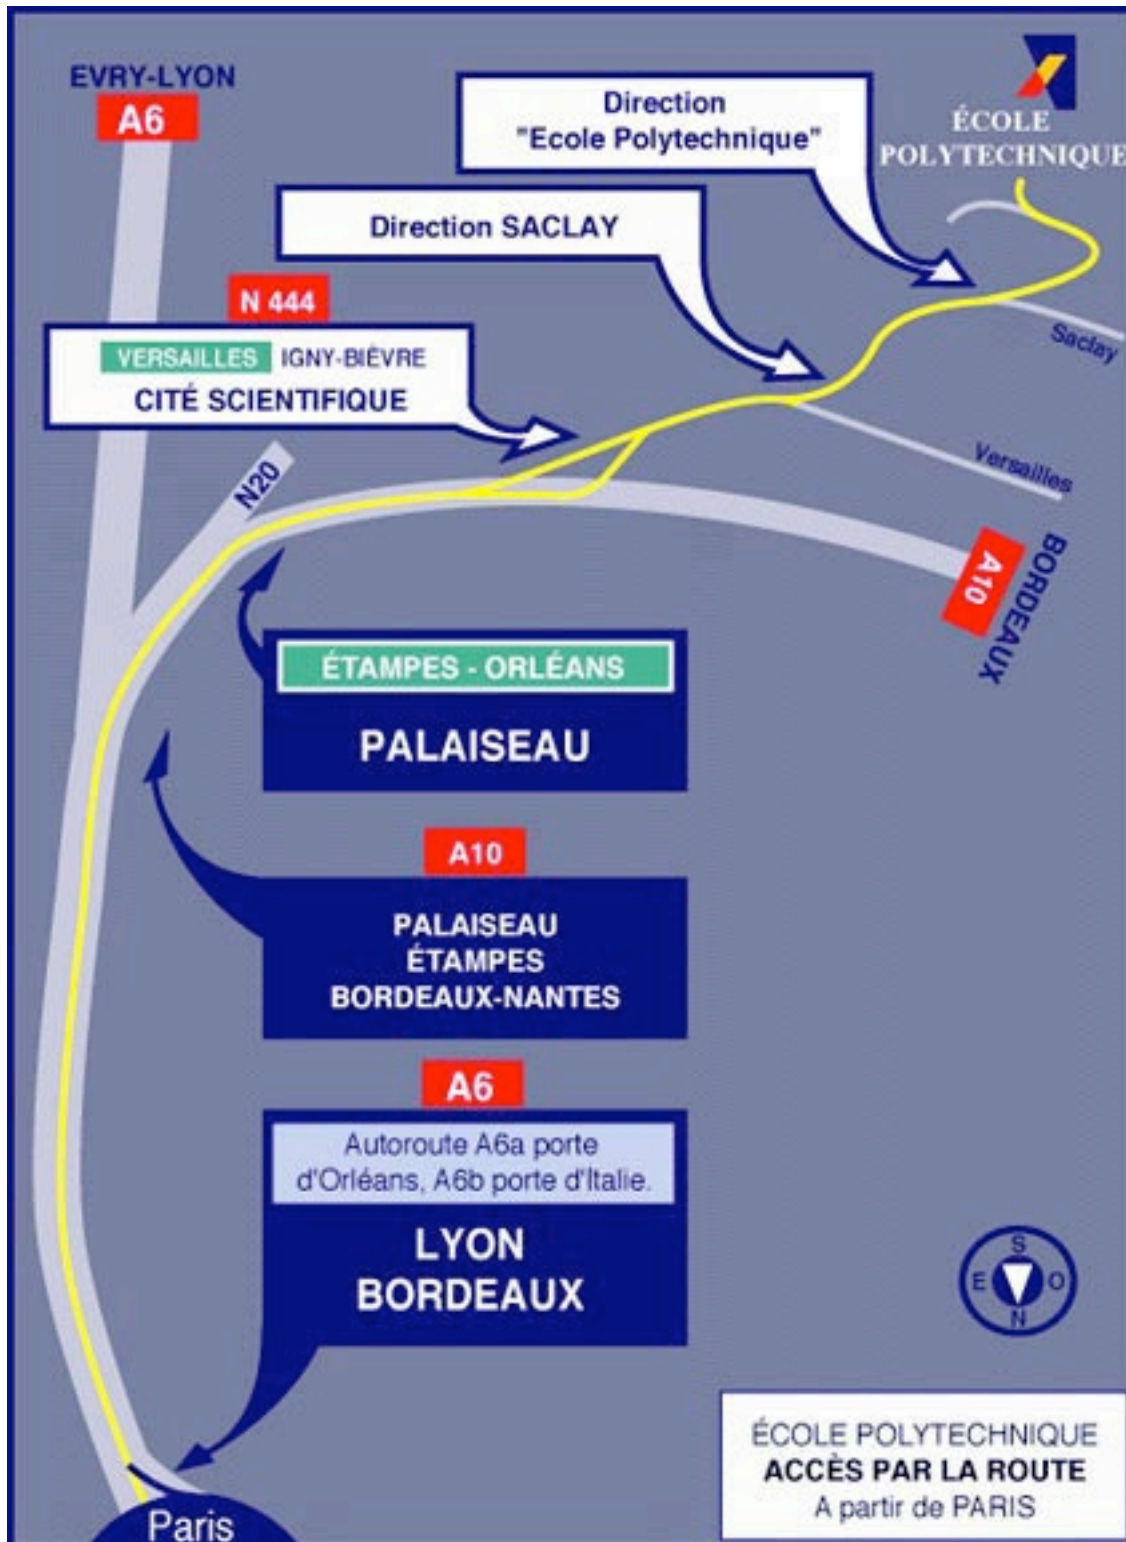 EVRY-LYON
A6
Direction
"Ecole Polytechnique"
ÉCOLE
POLYTECHNIQUE
Direction SACLAY
N 444
VERSAILLES IGNY-BIÈVRE
CITÉ SCIENTIFIQUE
Saclay
Versailles
N20
A10
BORDEAUX
ÉTAMPES - ORLÉANS
PALAISEAU
A10
PALAISEAU
ÉTAMPES
BORDEAUX-NANTES
A6
Autoroute A6a porte
d'Orléans, A6b porte d'Italie.
LYON
BORDEAUX
S
E O
N
ÉCOLE POLYTECHNIQUE
ACCÈS PAR LA ROUTE
A partir de PARIS
Paris